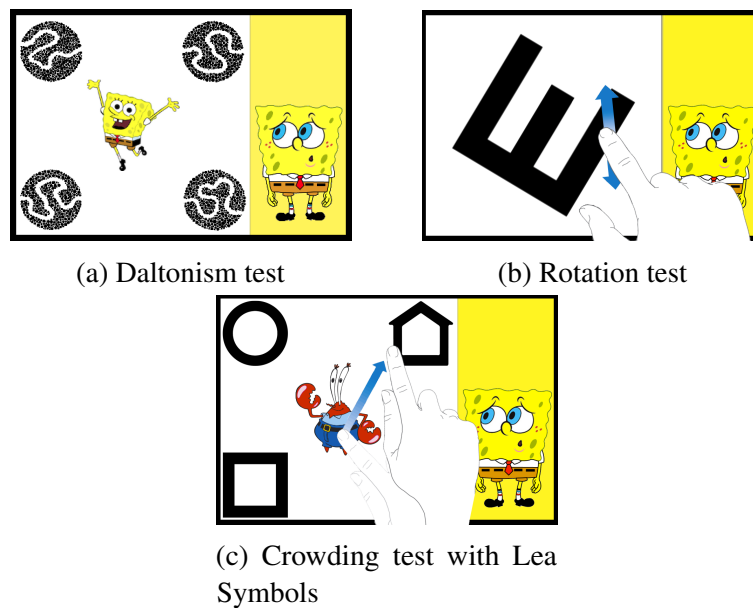 (a) Daltonism test
(b) Rotation test
(c) Crowding test with Lea
Symbols